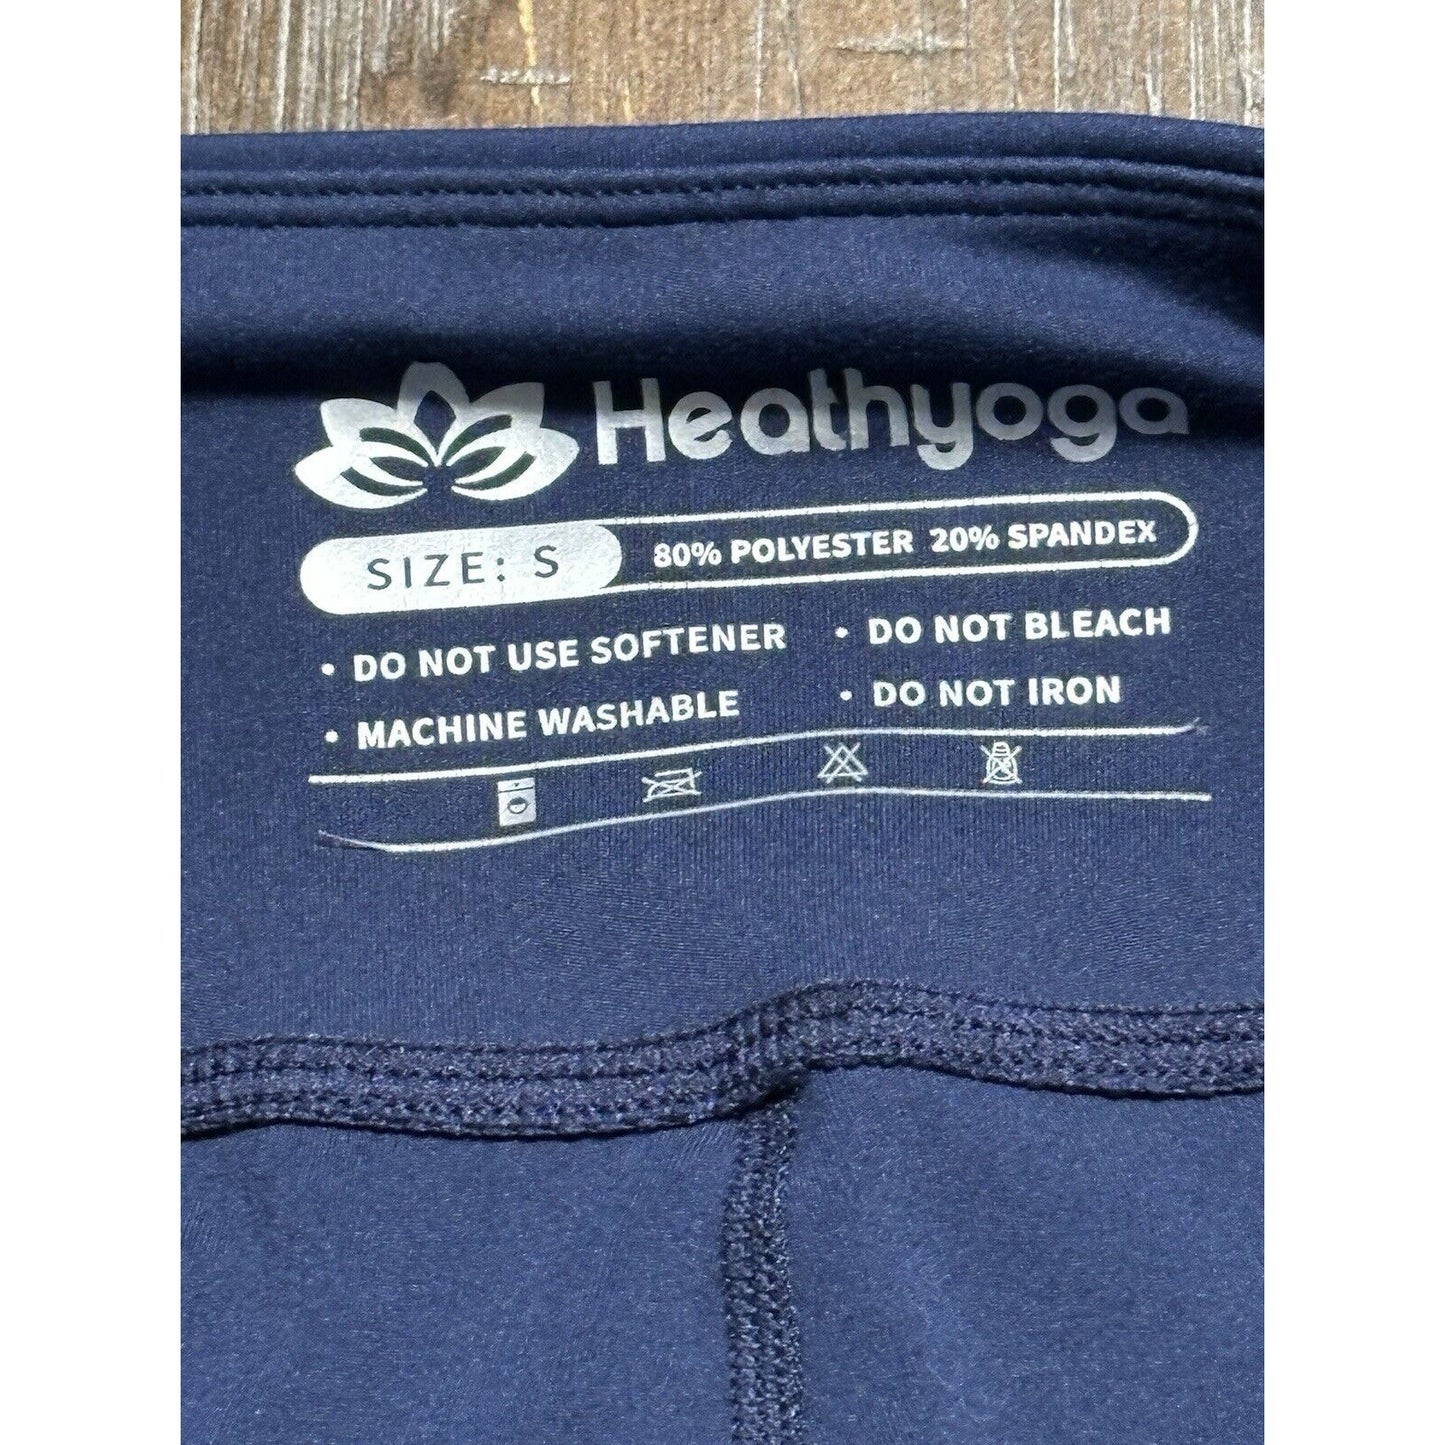 Heathyoga
SIZE: S 80% POLYESTER 20% SPANDEX
• DO NOT USE SOFTENER • DO NOT BLEACH
• MACHINE WASHABLE • DO NOT IRON